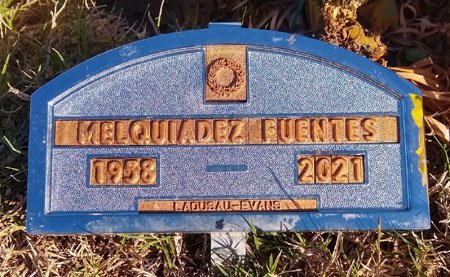 MELQUIADEZ FUENTES
1958 — 2021
LADUSAU-EVANS